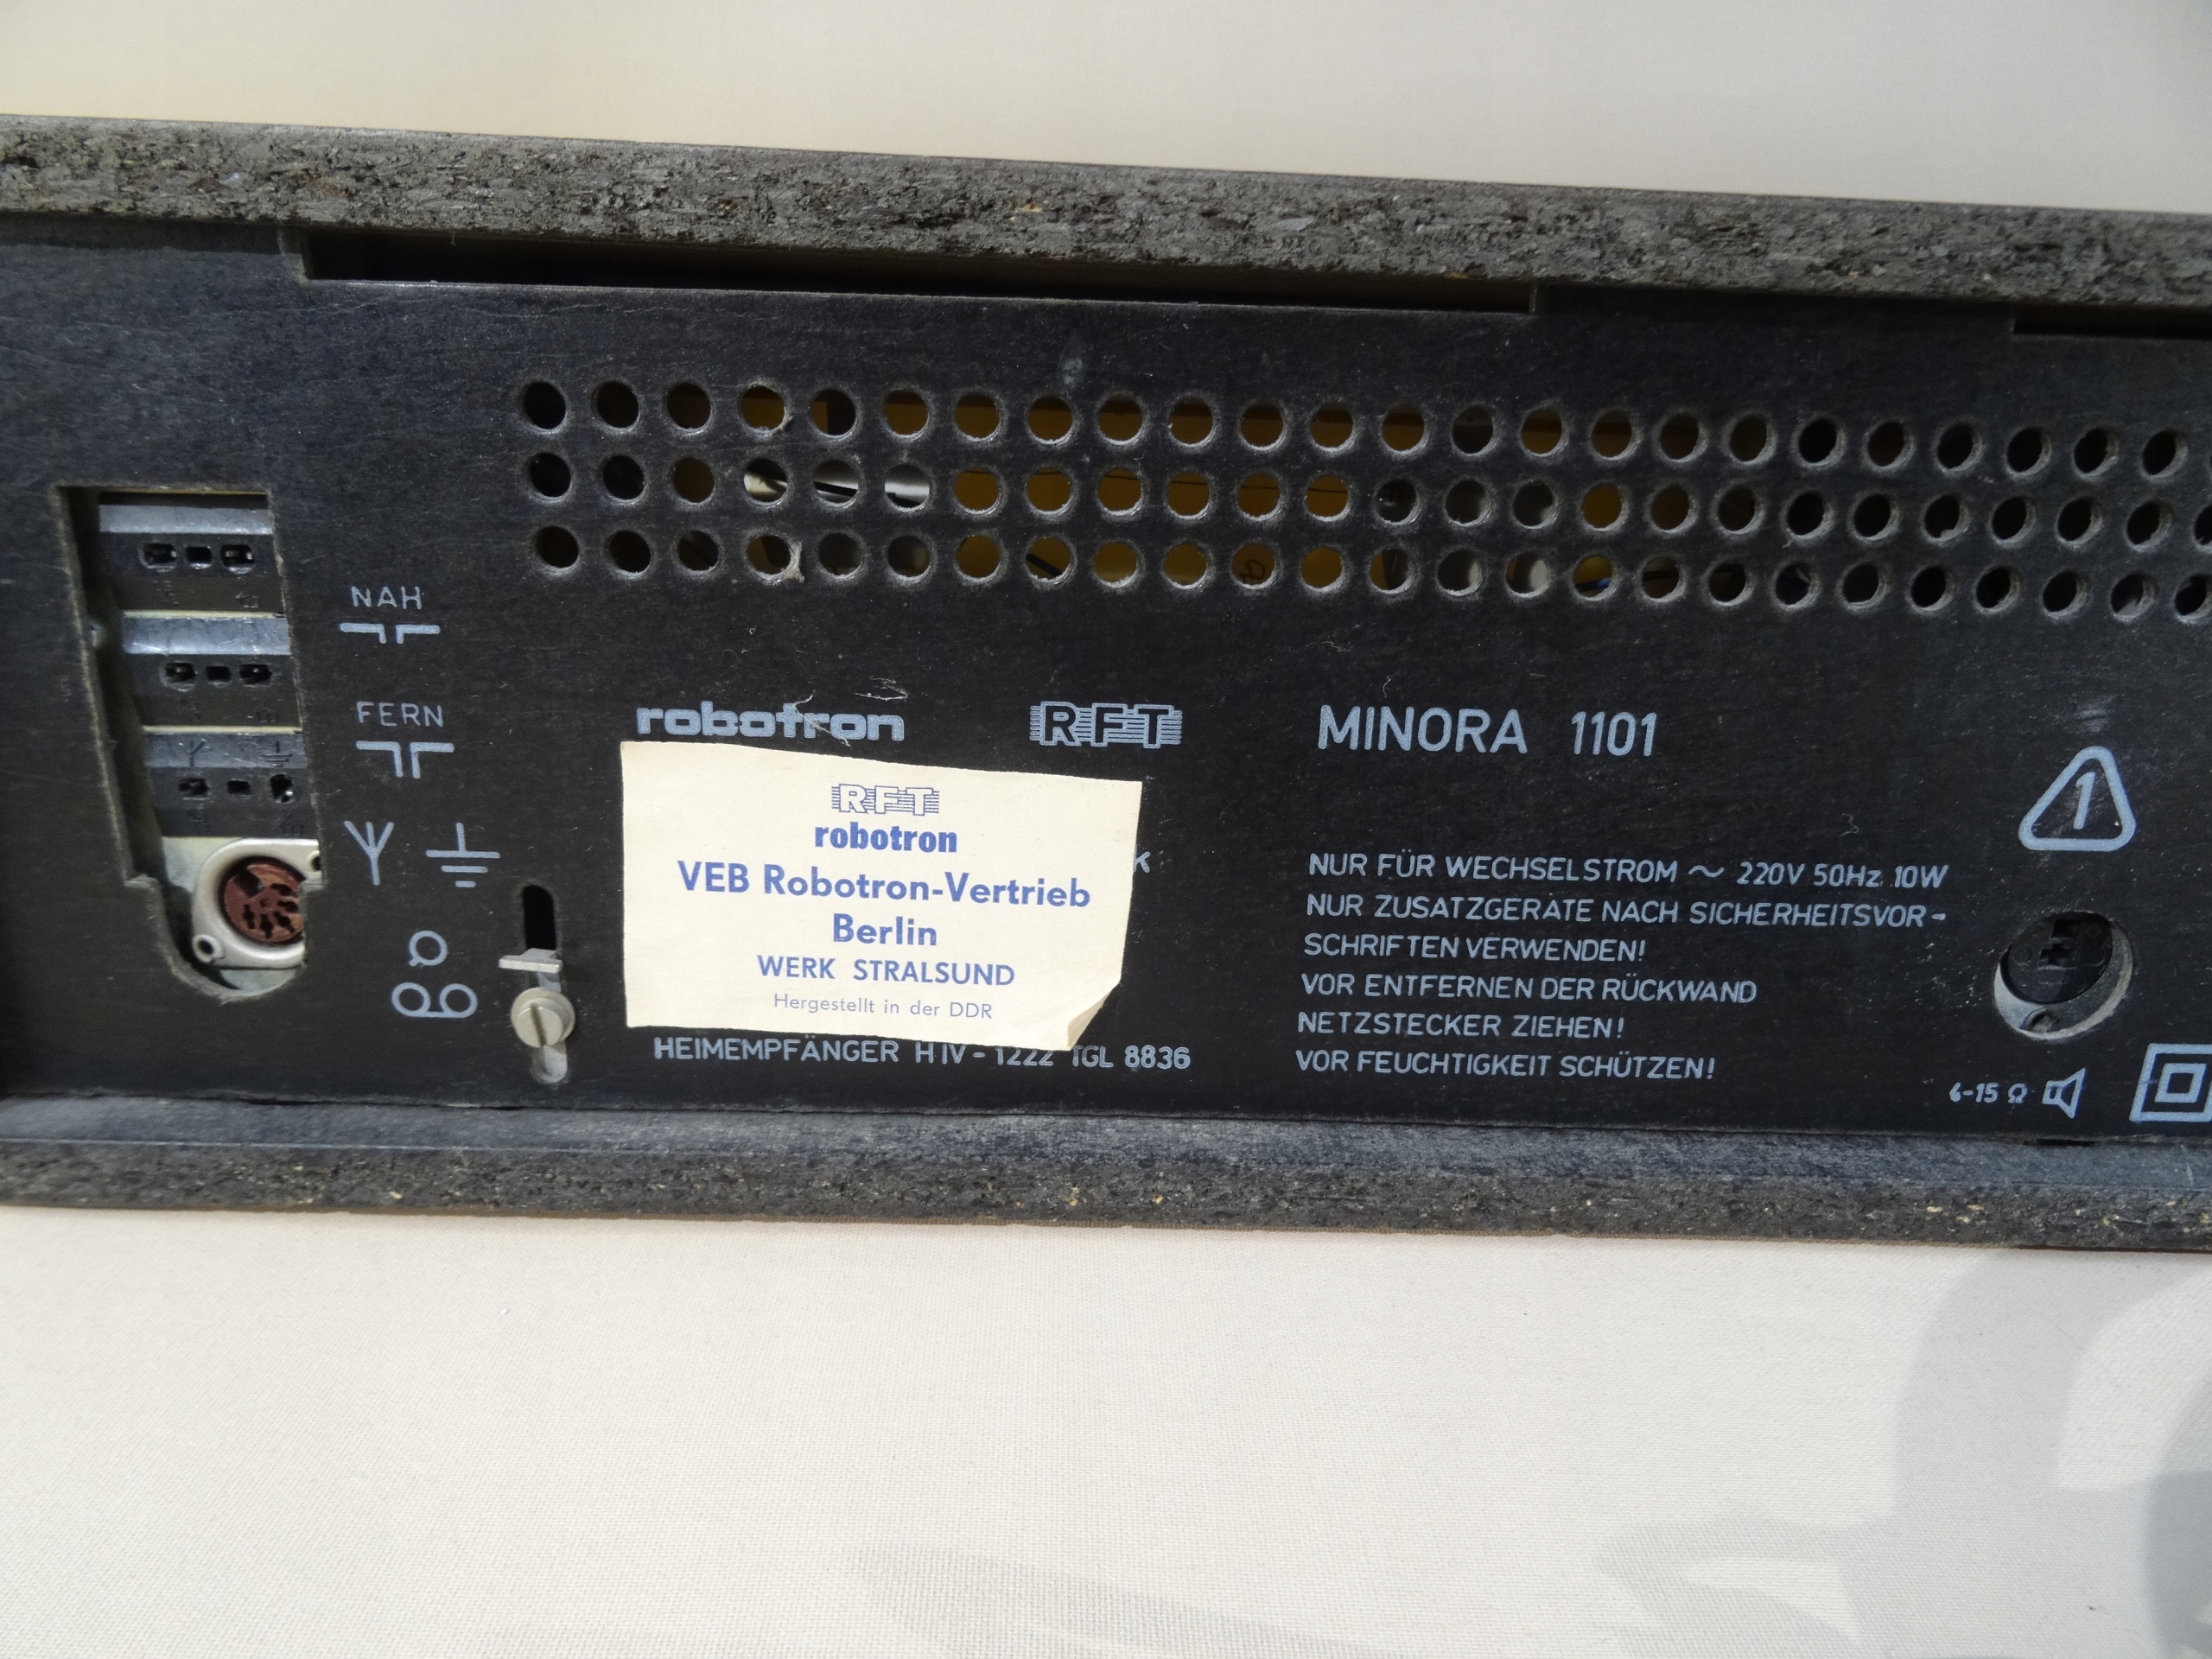 NAH
FERN
robotron
RFT
MINORA 1101
RFT
robotron
VEB Robotron-Vertrieb
Berlin
WERK STRALSUND
Hergestellt in der DDR
K
HEIMEMPFÄNGER H IV - 1222 TGL 8836
1
NUR FÜR WECHSELSTROM ~ 220V 50Hz 10W
NUR ZUSATZGERÄTE NACH SICHERHEITSVOR-
SCHRIFTEN VERWENDEN!
VOR ENTFERNEN DER RÜCKWAND
NETZSTECKER ZIEHEN!
VOR FEUCHTIGKEIT SCHÜTZEN!
6-15 Ω